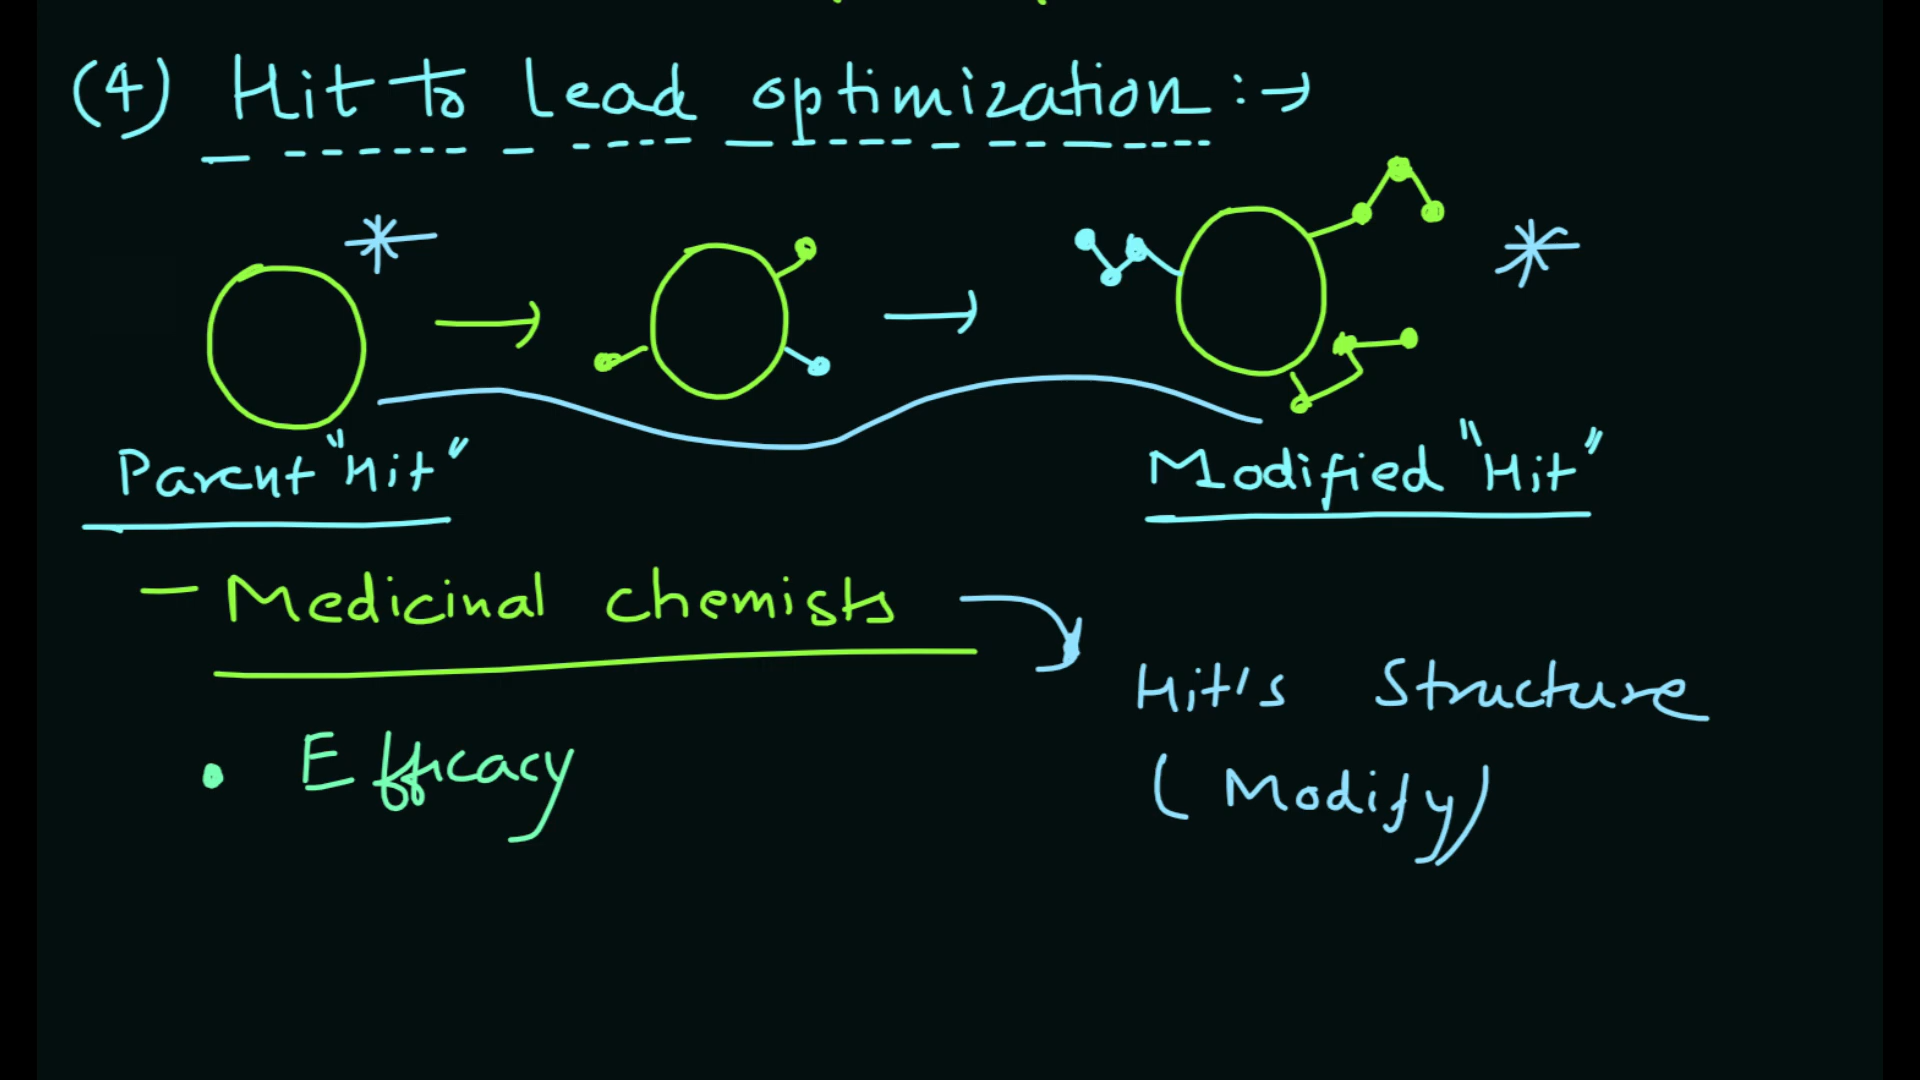 (4) Hit to Lead optimization :→
Parent "Hit"
Modified "Hit"
– Medicinal chemists
Hit's Structure
(Modify)
• Efficacy